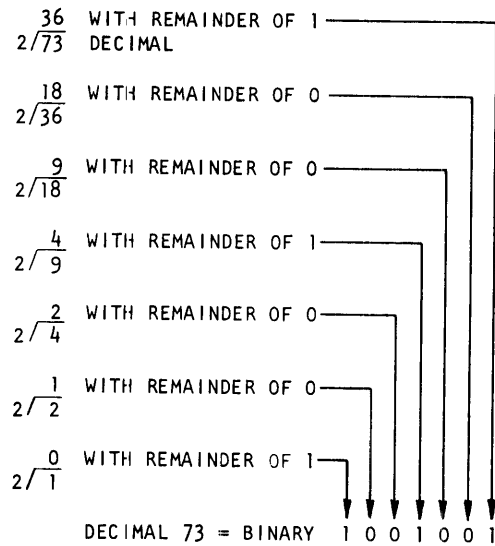 36 WITH REMAINDER OF 1
2/73 DECIMAL
18 WITH REMAINDER OF 0
2/36
9 WITH REMAINDER OF 0
2/18
4 WITH REMAINDER OF 1
2/9
2 WITH REMAINDER OF 0
2/4
1 WITH REMAINDER OF 0
2/2
0 WITH REMAINDER OF 1
2/1
DECIMAL 73 = BINARY 1 0 0 1 0 0 1